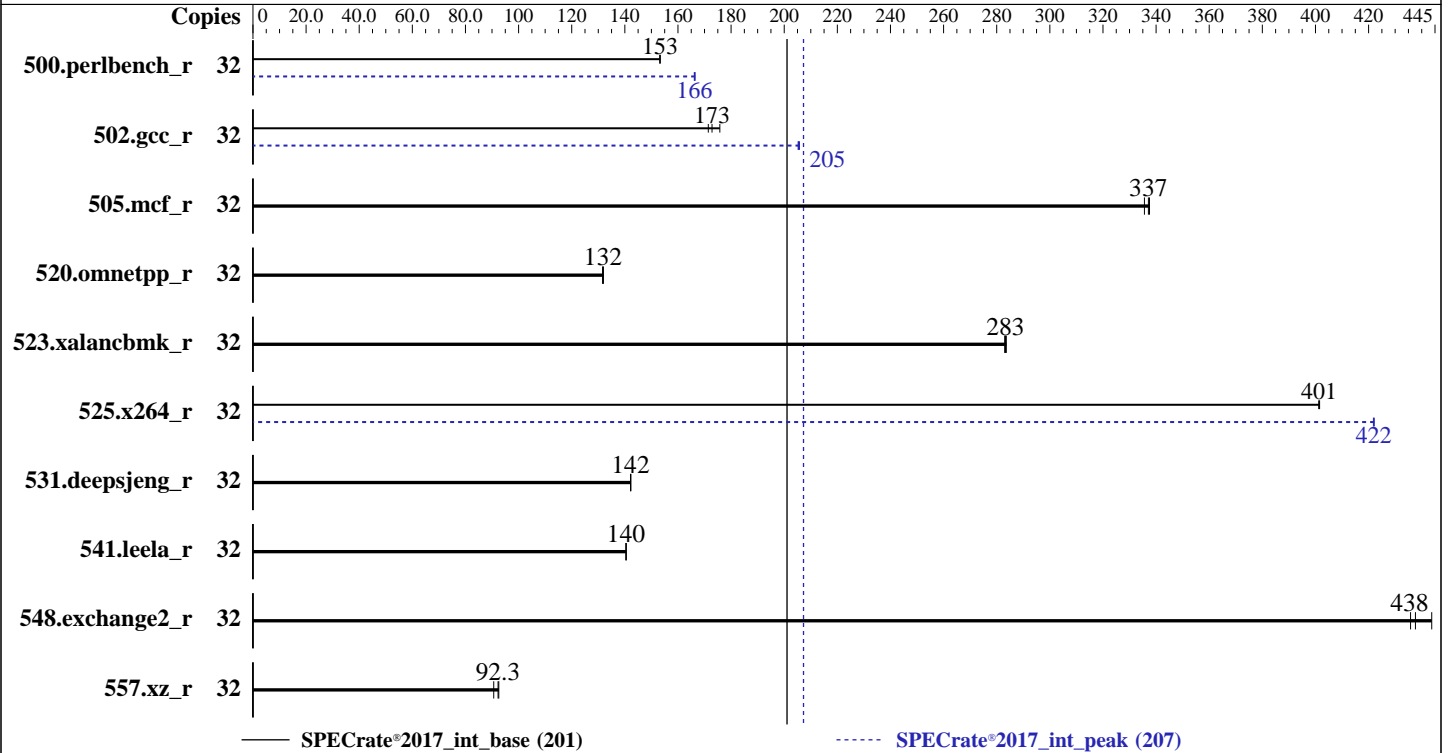 Copies 0 20.0 40.0 60.0 80.0 100 120 140 160 180 200 220 240 260 280 300 320 340 360 380 400 420 445
153
500.perlbench_r 32
166
173
502.gcc_r 32
205
337
505.mcf_r 32
132
520.omnetpp_r 32
283
523.xalancbmk_r 32
401
525.x264_r 32
422
142
531.deepsjeng_r 32
140
541.leela_r 32
438
548.exchange2_r 32
92.3
557.xz_r 32
SPECrate®2017_int_base (201) SPECrate®2017_int_peak (207)